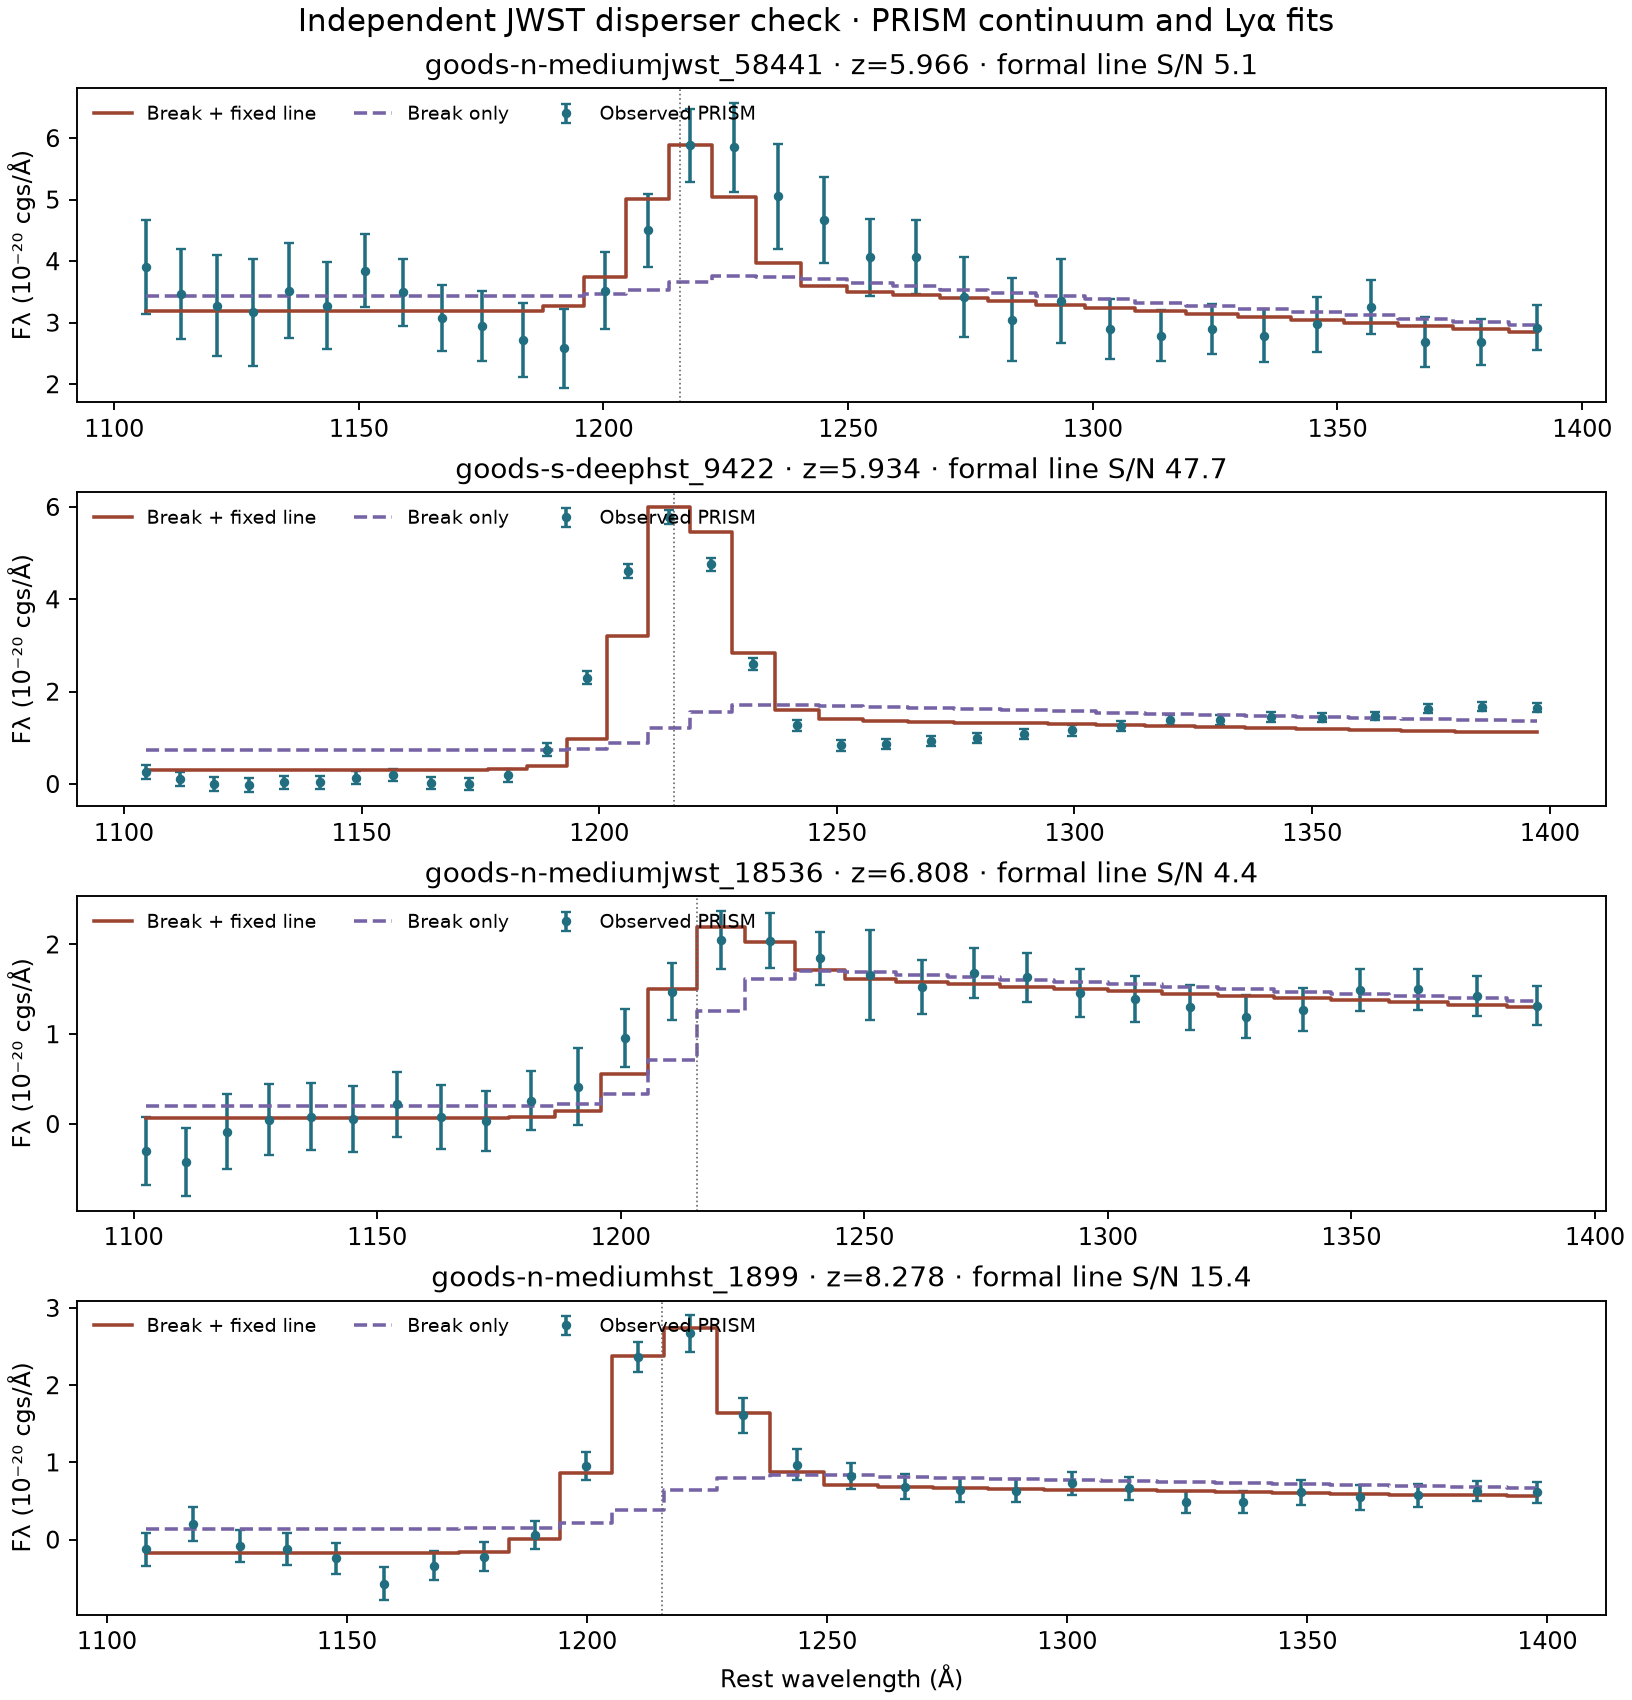 Independent JWST disperser check · PRISM continuum and Lyα fits
goods-n-mediumjwst_58441 · z=5.966 · formal line S/N 5.1
Break + fixed line Break only Observed PRISM
Fλ (10⁻²⁰ cgs/Å)
6
5
4
3
2
1100 1150 1200 1250 1300 1350 1400
goods-s-deephst_9422 · z=5.934 · formal line S/N 47.7
Break + fixed line Break only Observed PRISM
Fλ (10⁻²⁰ cgs/Å)
6
4
2
0
1100 1150 1200 1250 1300 1350 1400
goods-n-mediumjwst_18536 · z=6.808 · formal line S/N 4.4
Break + fixed line Break only Observed PRISM
Fλ (10⁻²⁰ cgs/Å)
2
1
0
1100 1150 1200 1250 1300 1350 1400
goods-n-mediumhst_1899 · z=8.278 · formal line S/N 15.4
Break + fixed line Break only Observed PRISM
Fλ (10⁻²⁰ cgs/Å)
3
2
1
0
1100 1150 1200 1250 1300 1350 1400
Rest wavelength (Å)